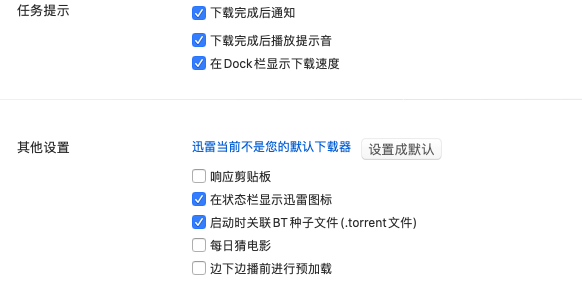 任务提示
下载完成后通知
下载完成后播放提示音
在Dock栏显示下载速度
其他设置
迅雷当前不是您的默认下载器 设置成默认
响应剪贴板
在状态栏显示迅雷图标
启动时关联BT种子文件(.torrent文件)
每日猜电影
边下边播前进行预加载